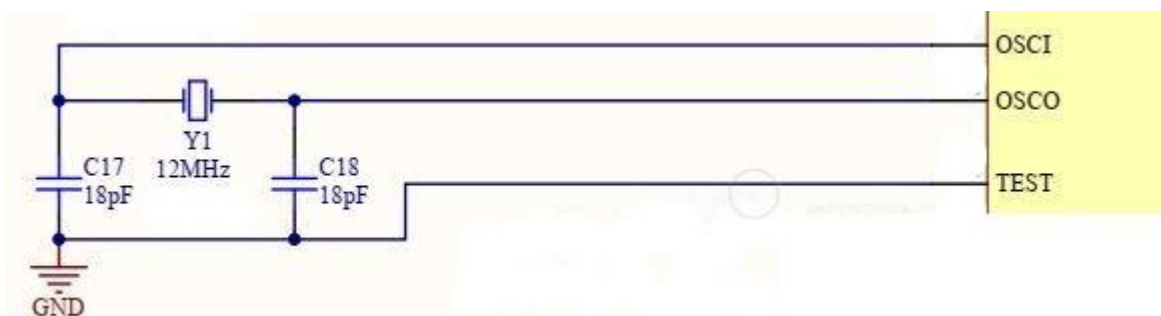 OSCI
OSCO
Y1
12MHz
C17
18pF
C18
18pF
TEST
GND